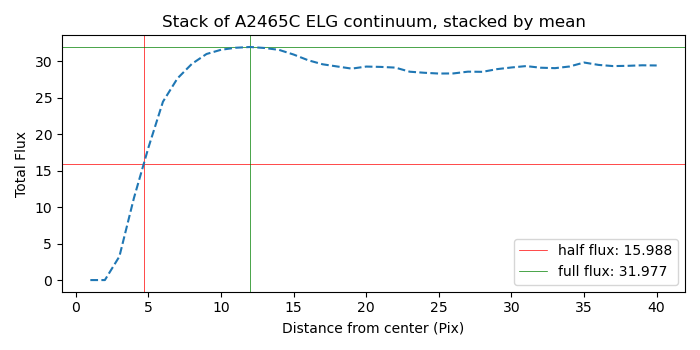 Stack of A2465C ELG continuum, stacked by mean
Total Flux
30
25
20
15
10
5
0
half flux: 15.988
full flux: 31.977
0 5 10 15 20 25 30 35 40
Distance from center (Pix)